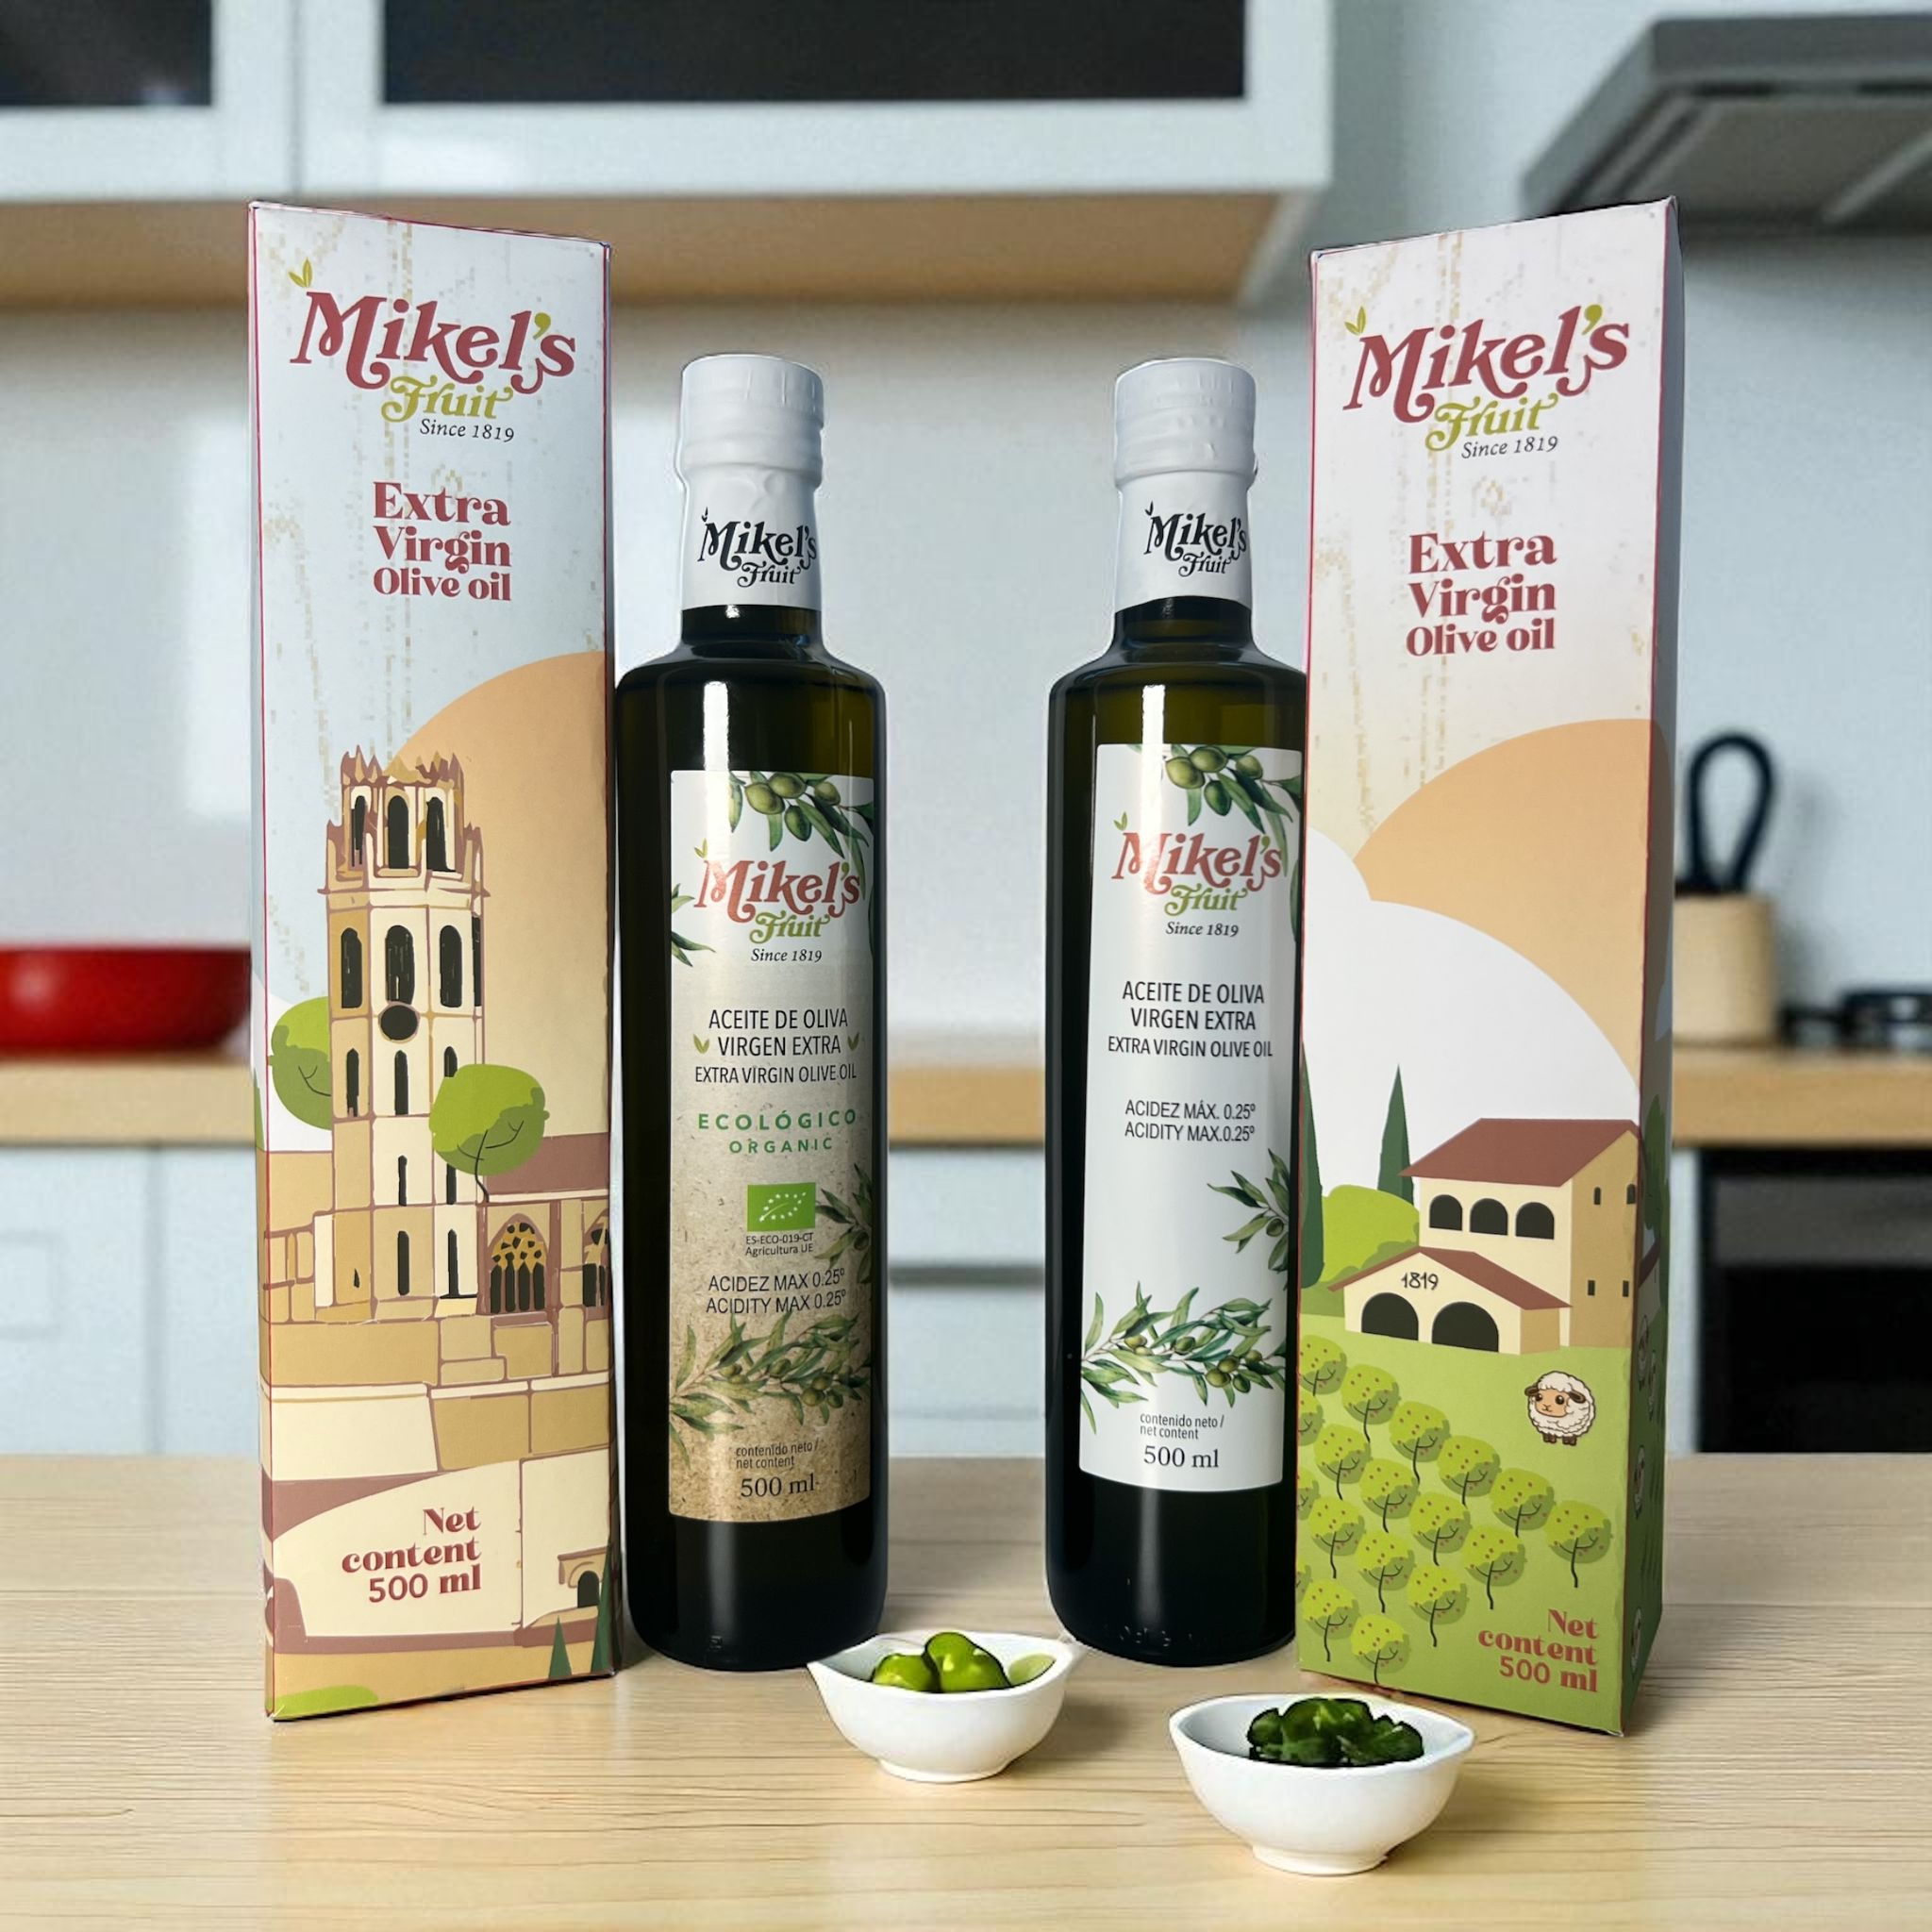 Mikel's
Fruit
Since 1819
Extra
Virgin
Olive oil
Net
content
500 ml
Mikel's
Fruit
Mikel's
Fruit
Since 1819
ACEITE DE OLIVA
VIRGEN EXTRA
EXTRA VIRGIN OLIVE OIL
ECOLÓGICO
ORGANIC
ES-ECO-019-CT
Agricultura UE
ACIDEZ MAX 0.25º
ACIDITY MAX 0.25º
contenido neto /
net content
500 ml
Mikel's
Fruit
Mikel's
Fruit
Since 1819
ACEITE DE OLIVA
VIRGEN EXTRA
EXTRA VIRGIN OLIVE OIL
ACIDEZ MÁX. 0.25º
ACIDITY MAX.0.25º
contenido neto /
net content
500 ml
Mikel's
Fruit
Since 1819
Extra
Virgin
Olive oil
1819
Net
content
500 ml